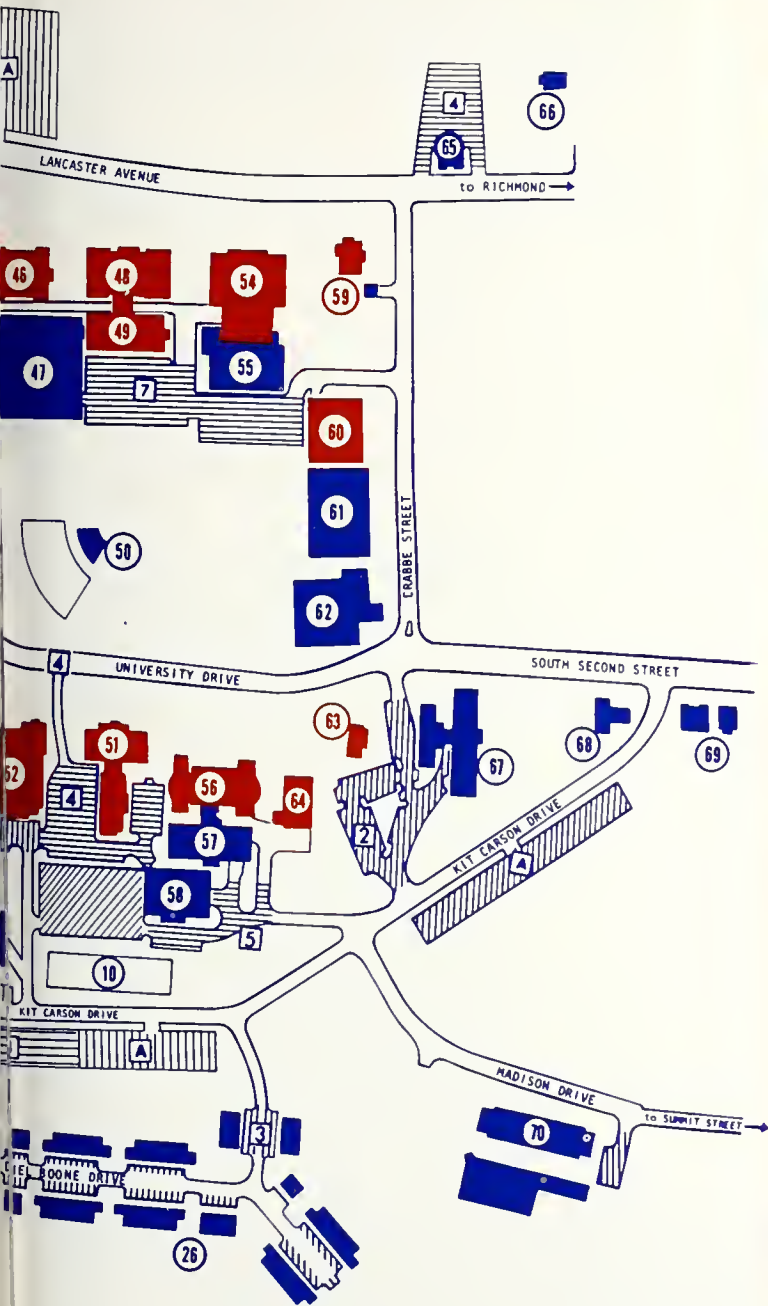 A
4
66
65
LANCASTER AVENUE
to RICHMOND
46
48
54
59
49
47
55
7
60
61
CRABBE STREET
50
62
4
UNIVERSITY DRIVE
SOUTH SECOND STREET
63
51
52
68
69
67
56
64
4
57
2
KIT CARSON DRIVE
A
58
5
10
KIT CARSON DRIVE
A
MADISON DRIVE
to SUMMIT STREET
3
70
BOONE DRIVE
26